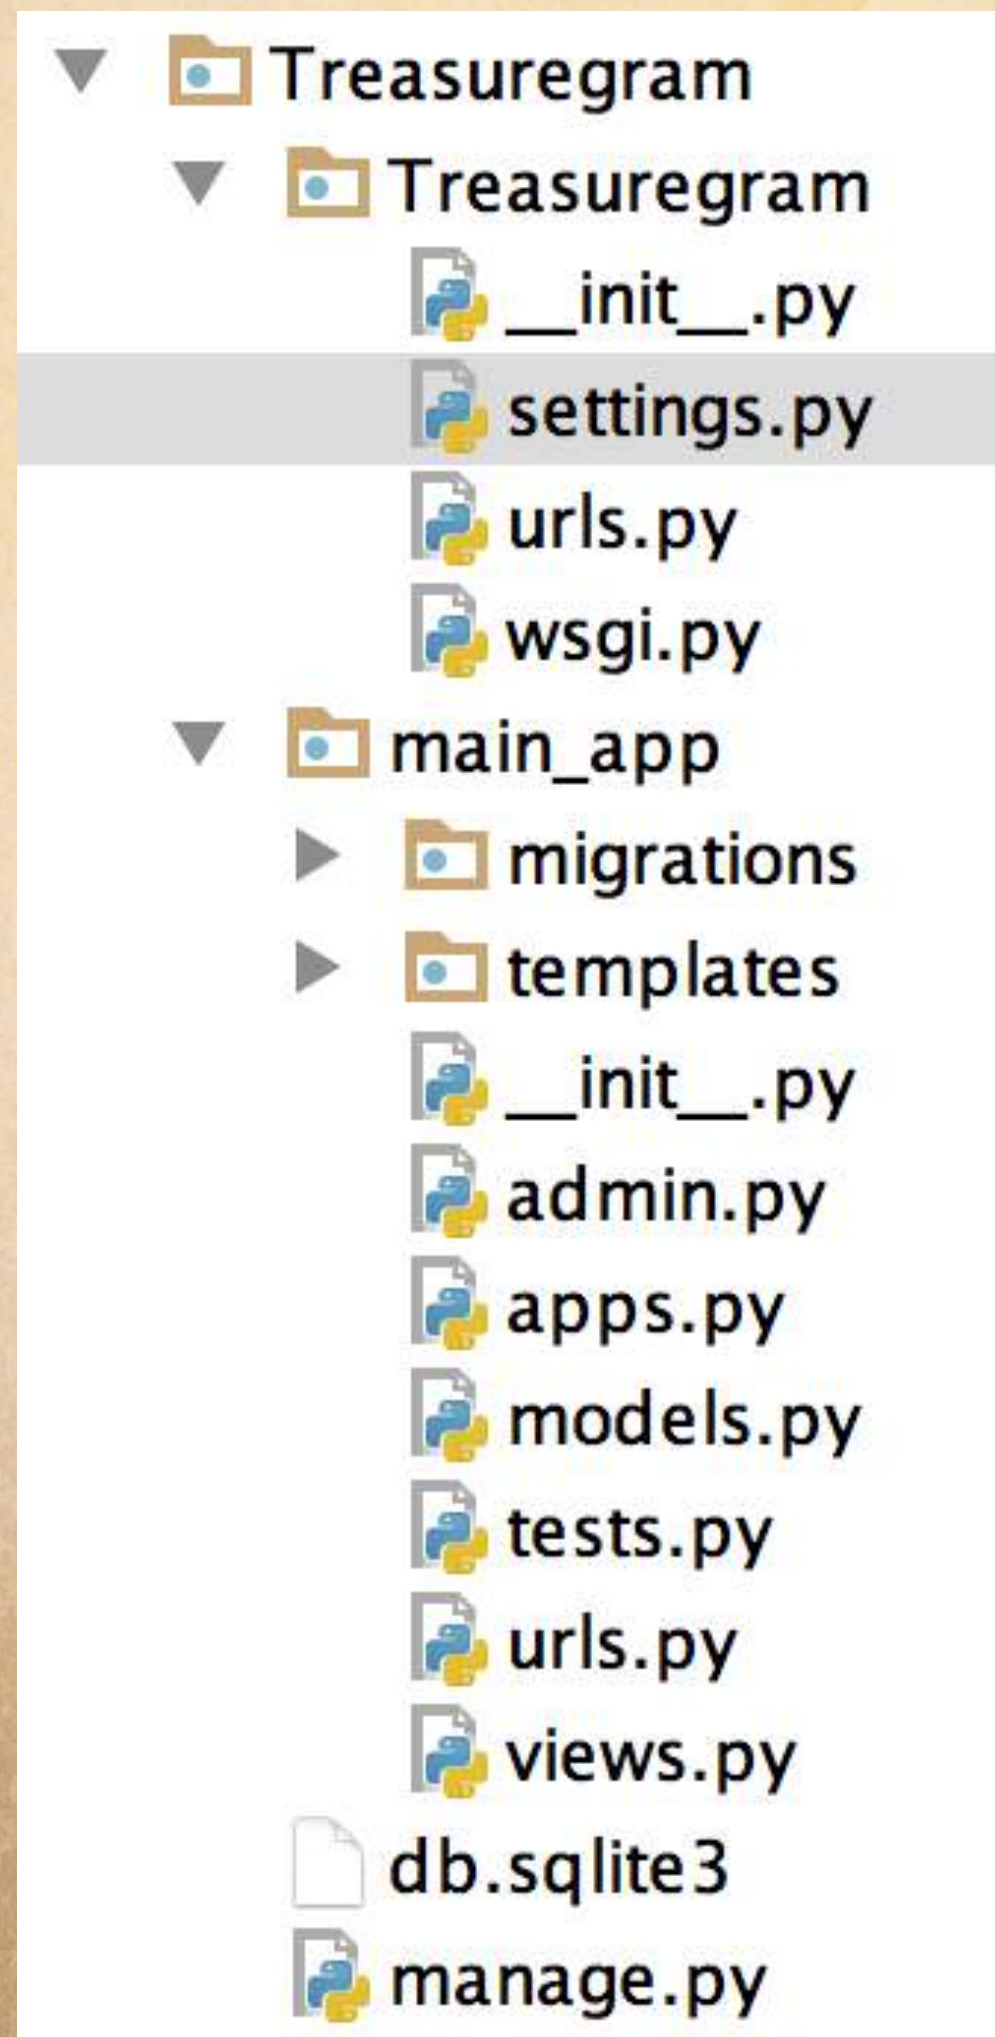 Treasuregram
Treasuregram
__init__.py
settings.py
urls.py
wsgi.py
main_app
migrations
templates
__init__.py
admin.py
apps.py
models.py
tests.py
urls.py
views.py
db.sqlite3
manage.py